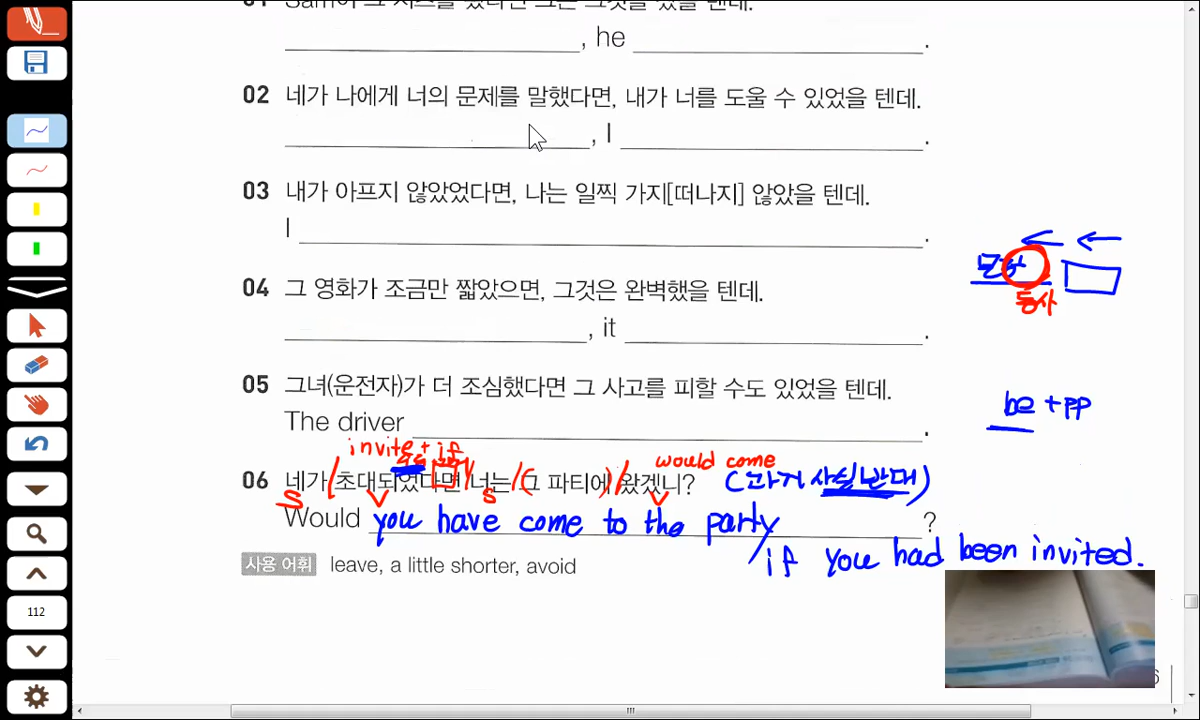 , he .
02 네가 나에게 너의 문제를 말했다면, 내가 너를 도울 수 있었을 텐데.
, I .
03 내가 아프지 않았었다면, 나는 일찍 가지[떠나지] 않았을 텐데.
I .
04 그 영화가 조금만 짧았으면, 그것은 완벽했을 텐데.
, it .
동사
05 그녀(운전자)가 더 조심했다면 그 사고를 피할 수도 있었을 텐데.
be + pp
The driver .
invite + if
would come
06 네가 초대되었다면 너는 그 파티에 왔겠니? (과거 사실 반대)
S V S V
Would you have come to the party ?
/ if you had been invited.
사용 어휘 leave, a little shorter, avoid
112
6